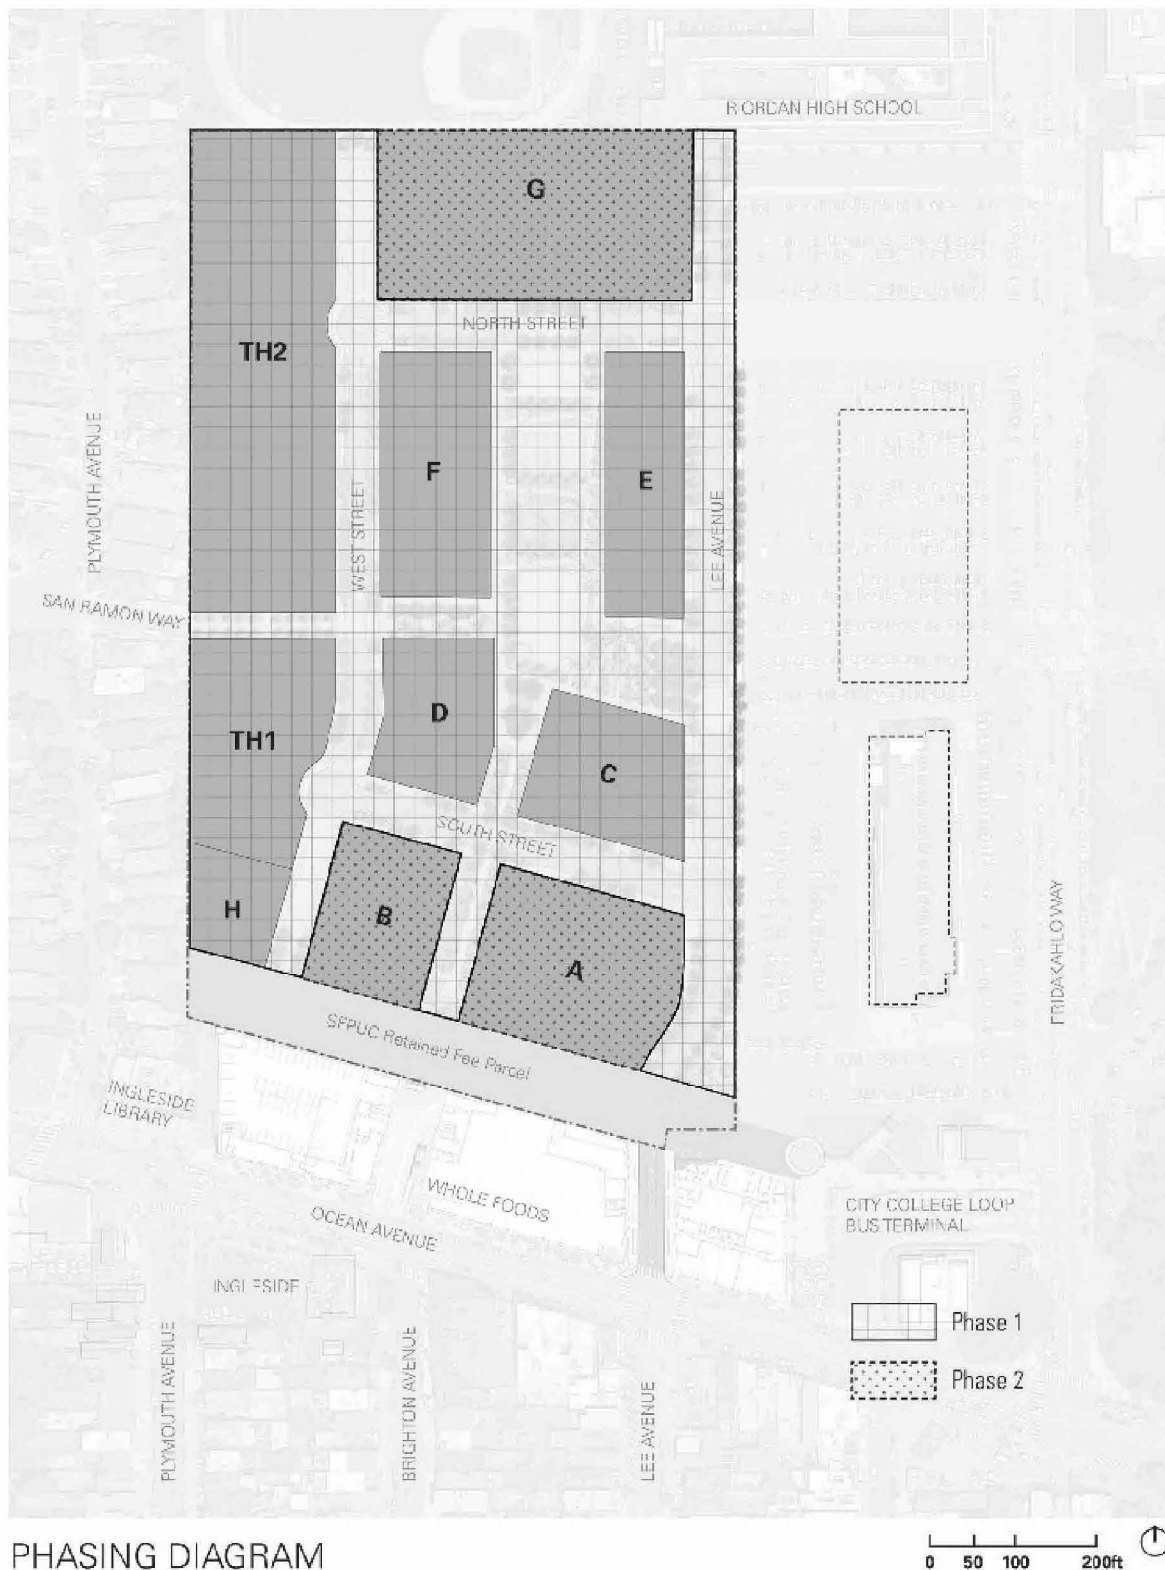 RIORDAN HIGH SCHOOL
G
NORTH STREET
TH2
F
E
PLYMOUTH AVENUE
WEST STREET
LEE AVENUE
SAN RAMON WAY
D
TH1
C
SOUTH STREET
H
B
A
FRIDA KAHLO WAY
SFPUC Retained Fee Parcel
INGLESIDE
LIBRARY
WHOLE FOODS
OCEAN AVENUE
CITY COLLEGE LOOP
BUS TERMINAL
INGLESIDE
Phase 1
Phase 2
PLYMOUTH AVENUE
BRIGHTON AVENUE
LEE AVENUE
PHASING DIAGRAM
0 50 100 200ft